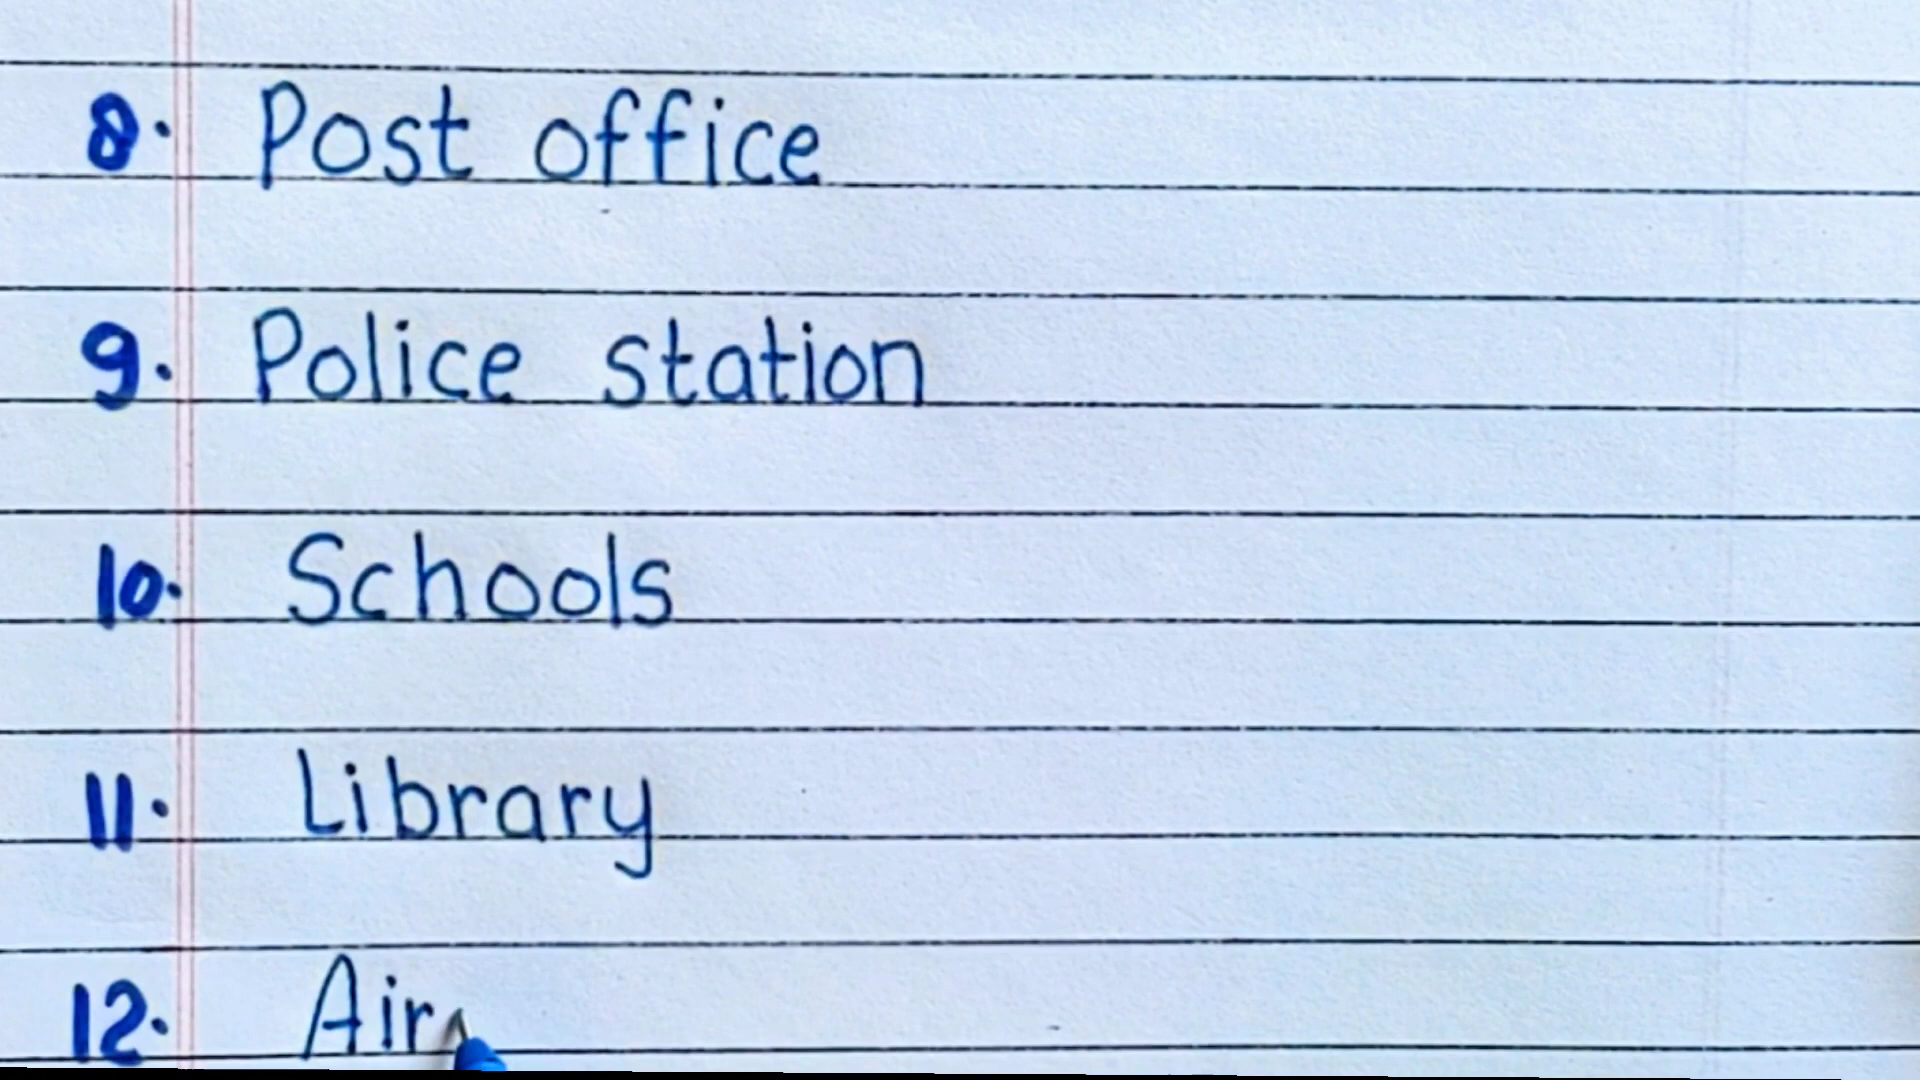 8. Post office
9. Police station
10. Schools
11. Library
12. Air